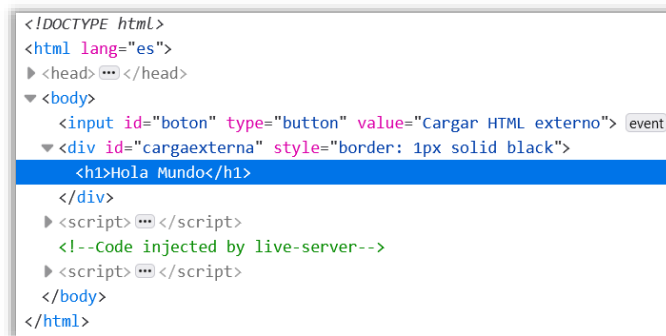 <!DOCTYPE html>
<html lang="es">
<head> ··· </head>
<body>
<input id="boton" type="button" value="Cargar HTML externo"> event
<div id="cargaexterna" style="border: 1px solid black">
<h1>Hola Mundo</h1>
</div>
<script> ··· </script>
<!--Code injected by live-server-->
<script> ··· </script>
</body>
</html>